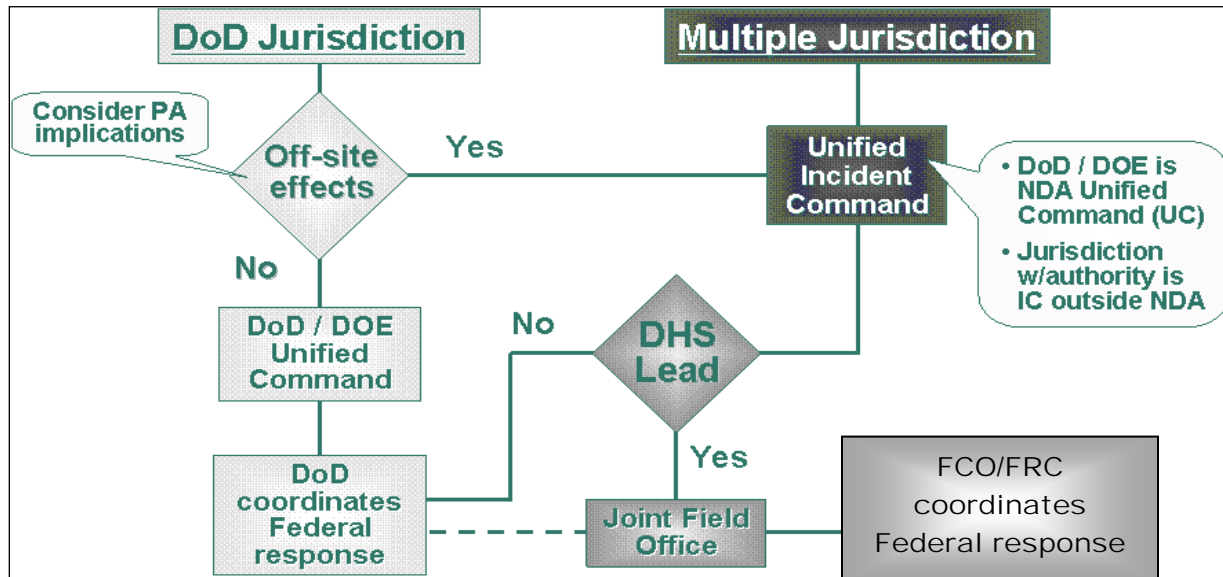 DoD Jurisdiction
Multiple Jurisdiction
Consider PA
implications
Off-site
effects
Yes
Unified
Incident
Command
• DoD / DOE is
NDA Unified
Command (UC)
• Jurisdiction
w/authority is
IC outside NDA
No
DoD / DOE
Unified
Command
No
DHS
Lead
Yes
DoD
coordinates
Federal
response
Joint Field
Office
FCO/FRC
coordinates
Federal response